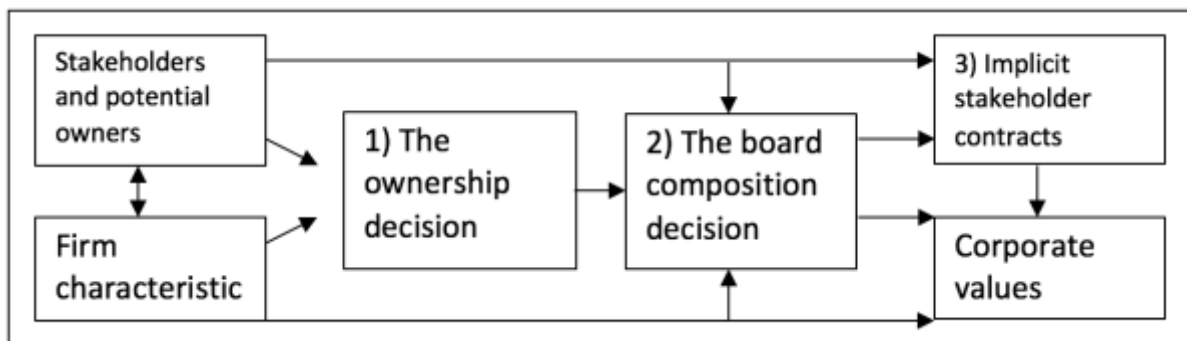 Stakeholders
and potential
owners
1) The
ownership
decision
2) The board
composition
decision
3) Implicit
stakeholder
contracts
Firm
characteristic
Corporate
values